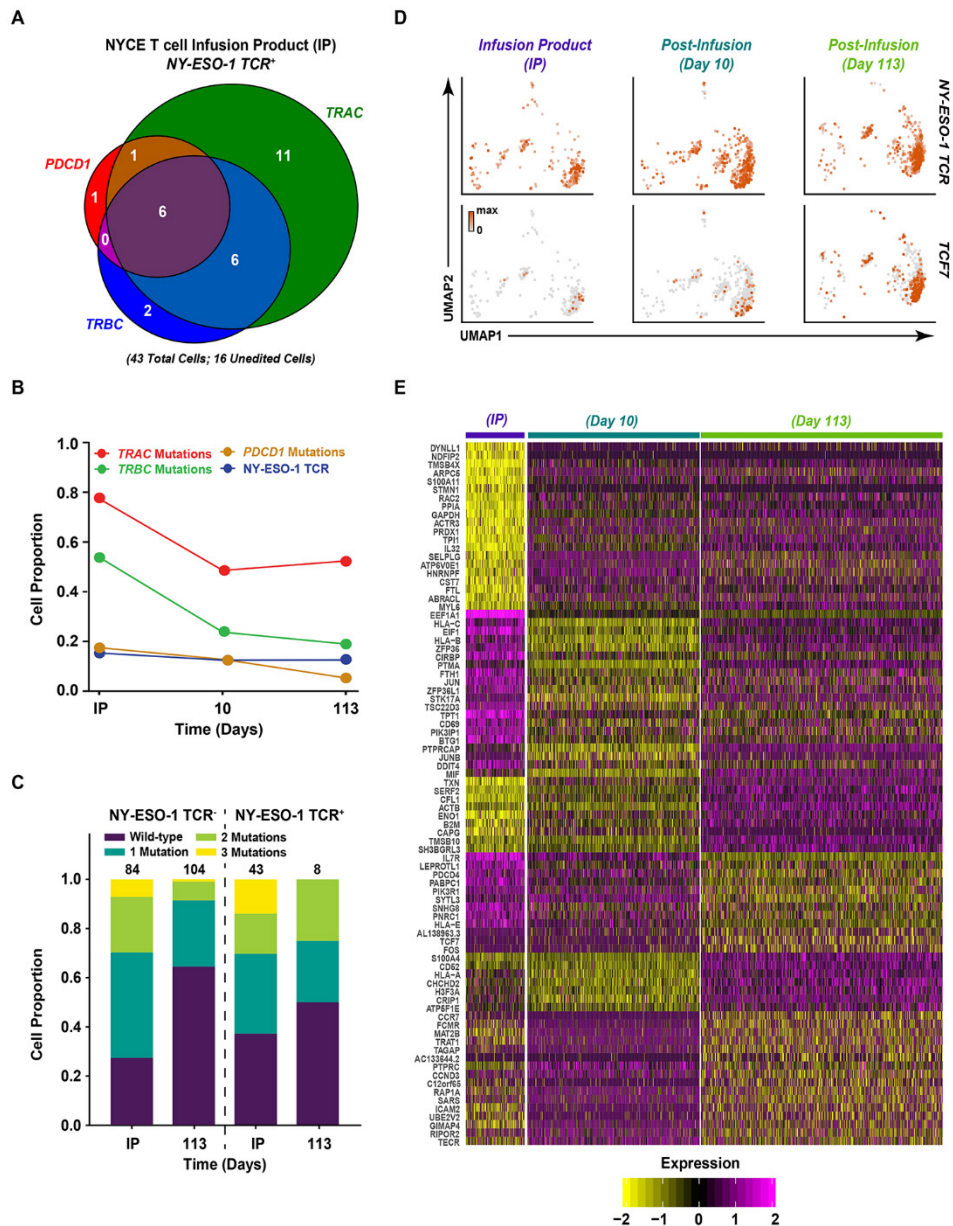 A
NYCE T cell Infusion Product (IP)
NY-ESO-1 TCR+
TRAC
PDCD1
1
11
1
6
0
6
2
TRBC
(43 Total Cells; 16 Unedited Cells)
B
1.0
0.8
0.6
0.4
0.2
0.0
Cell Proportion
TRAC Mutations
PDCD1 Mutations
TRBC Mutations
NY-ESO-1 TCR
IP
10
113
Time (Days)
C
NY-ESO-1 TCR-
NY-ESO-1 TCR+
Wild-type
2 Mutations
1 Mutation
3 Mutations
84
104
43
8
1.0
0.8
0.6
0.4
0.2
0.0
Cell Proportion
IP
113
IP
113
Time (Days)
D
Infusion Product
(IP)
Post-Infusion
(Day 10)
Post-Infusion
(Day 113)
NY-ESO-1 TCR
max
0
TCF7
UMAP2
UMAP1
E
(IP)
(Day 10)
(Day 113)
DYNLL1
NDFIP2
TMSB4X
ARPC5
S100A11
STMN1
RAC2
PPIA
GAPDH
ACTR3
PRDX1
TPI1
IL32
SELPLG
ATP6V0E1
HNRNPF
CST7
FTL
ABRACL
MYL6
EEF1A1
HLA-C
EIF1
HLA-B
ZFP36
CIRBP
PTMA
FTH1
JUN
ZFP36L1
STK17A
TSC22D3
TPT1
CD69
PIK3IP1
BTG1
PTPRCAP
JUNB
DDIT4
MIF
TXN
SERF2
CFL1
ACTB
ENO1
B2M
CAPG
TMSB10
SH3BGRL3
IL7R
LEPROTL1
PDCD4
PABPC1
PIK3R1
SYTL3
SNHG8
PNRC1
HLA-E
AL138963.3
TCF7
FOS
S100A4
CD52
HLA-A
CHCHD2
H3F3A
CRIP1
ATP5F1E
CCR7
FCMR
MAT2B
TRAT1
TAGAP
AC133644.2
PTPRC
CCND3
C12orf65
RAP1A
SARS
ICAM2
UBE2V2
GIMAP4
RIPOR2
TECR
Expression
−2
−1
0
1
2